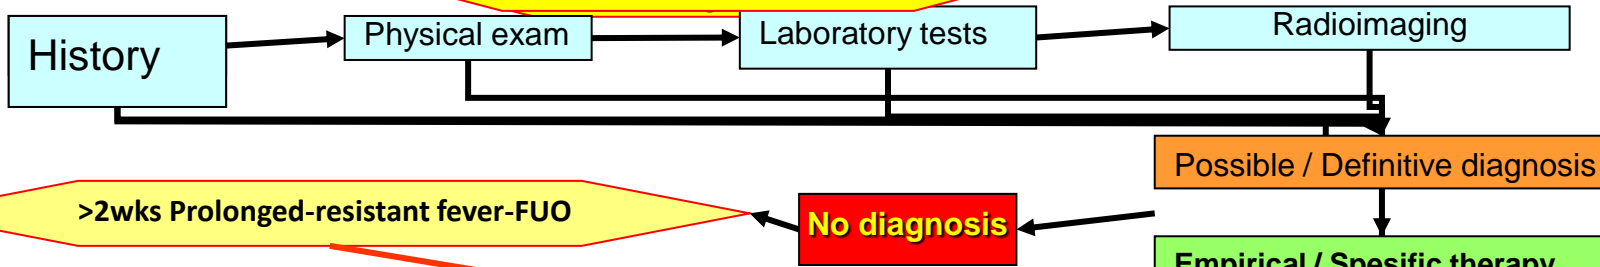 History
Physical exam
Laboratory tests
Radioimaging
Possible / Definitive diagnosis
>2wks Prolonged-resistant fever-FUO
No diagnosis
Empirical / Spesific therapy